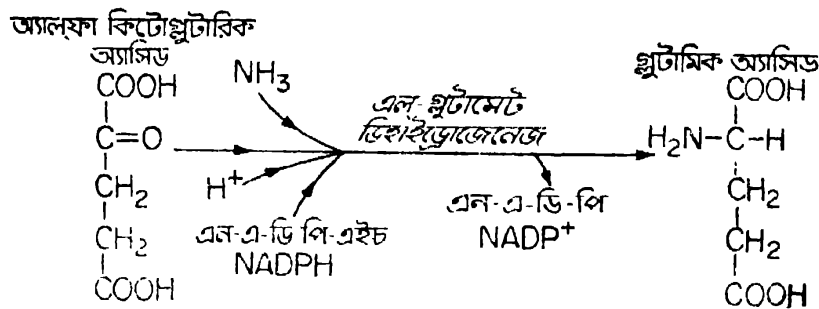 অ্যাল্‌ফা কিটোগ্লুটারিক
অ্যাসিড
COOH
C=O
CH2
CH2
COOH
NH3
H+
এন-এ-ডি পি-এইচ
NADPH
এল্-গ্লুটামেট
ডিহাইড্রোজেনেজ
এন-এ-ডি-পি
NADP+
গ্লুটামিক অ্যাসিড
COOH
H2N-C-H
CH2
CH2
COOH